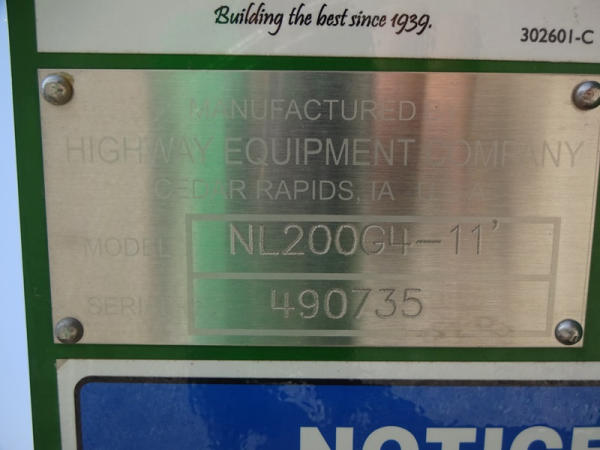 Building the best since 1939.
302601-C
MANUFACTURED
HIGHWAY EQUIPMENT COMPANY
CEDAR RAPIDS, IA U.S.A.
MODEL NL200G4-11'
SERIAL 490735
NOTICE